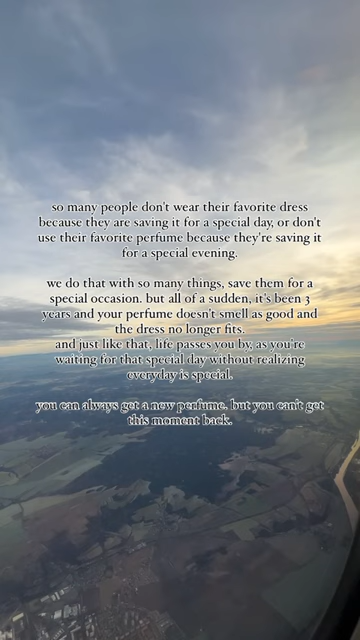 so many people don't wear their favorite dress
because they are saving it for a special day, or don't
use their favorite perfume because they're saving it
for a special evening.
we do that with so many things, save them for a
special occasion. but all of a sudden, it's been 3
years and your perfume doesn't smell as good and
the dress no longer fits.
and just like that, life passes you by, as you're
waiting for that special day without realizing
everyday is special.
you can always get a new perfume. but you can't get
this moment back.